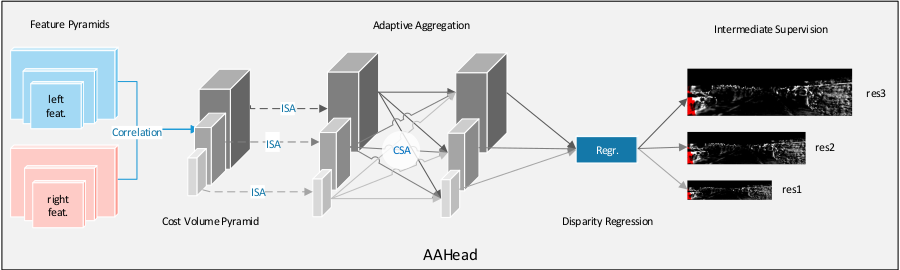 Feature Pyramids
Adaptive Aggregation
Intermediate Supervision
left
feat.
Correlation
right
feat.
ISA
ISA
ISA
CSA
Regr.
res3
res2
res1
Cost Volume Pyramid
Disparity Regression
AAHead